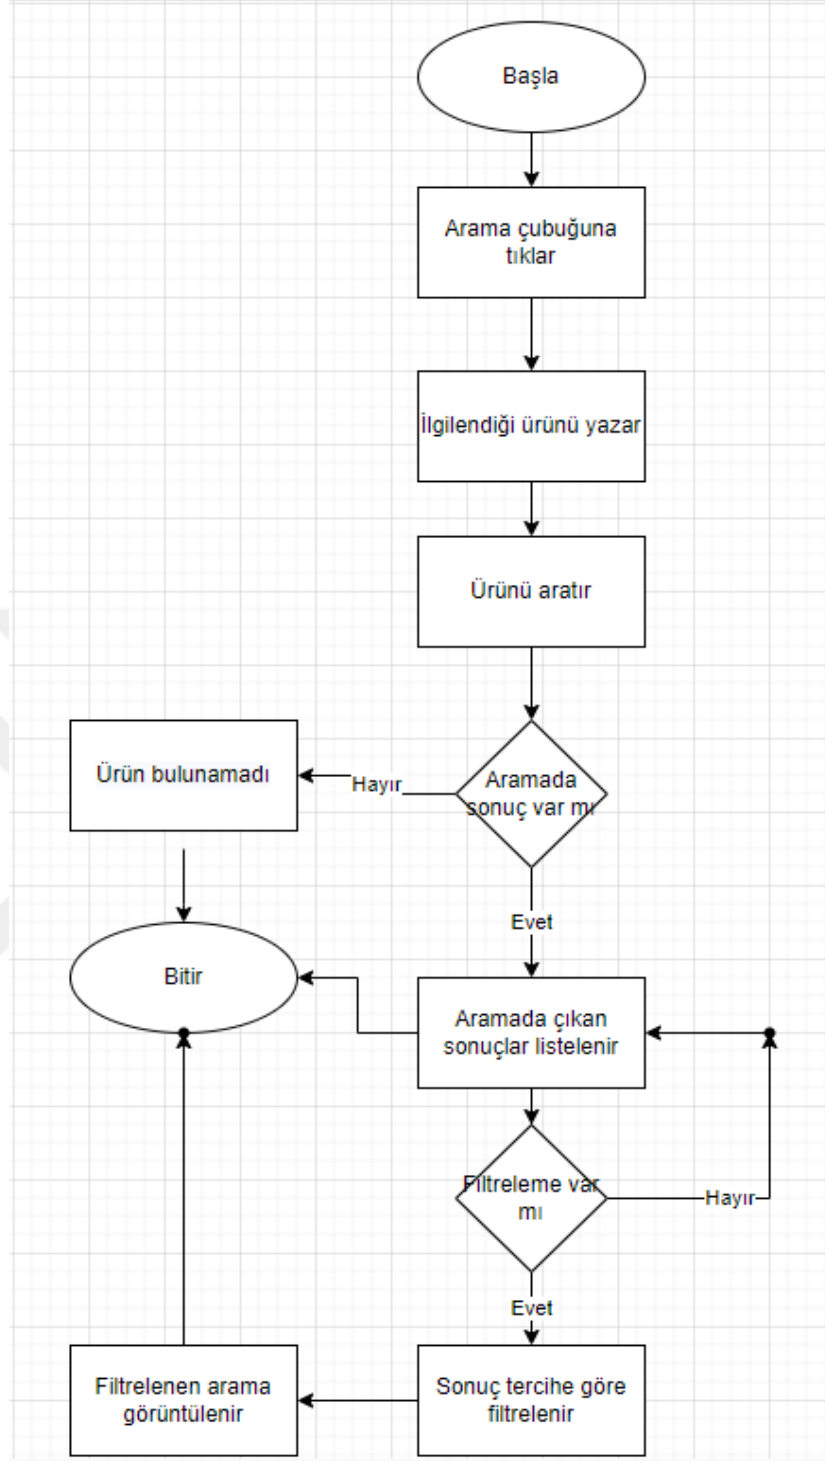 Başla
Arama çubuğuna
tıklar
İlgilendiği ürünü yazar
Ürünü aratır
Aramada
sonuç var mı
Hayır
Ürün bulunamadı
Evet
Bitir
Aramada çıkan
sonuçlar listelenir
Filtreleme var
mı
Hayır
Evet
Sonuç tercihe göre
filtrelenir
Filtrelenen arama
görüntülenir